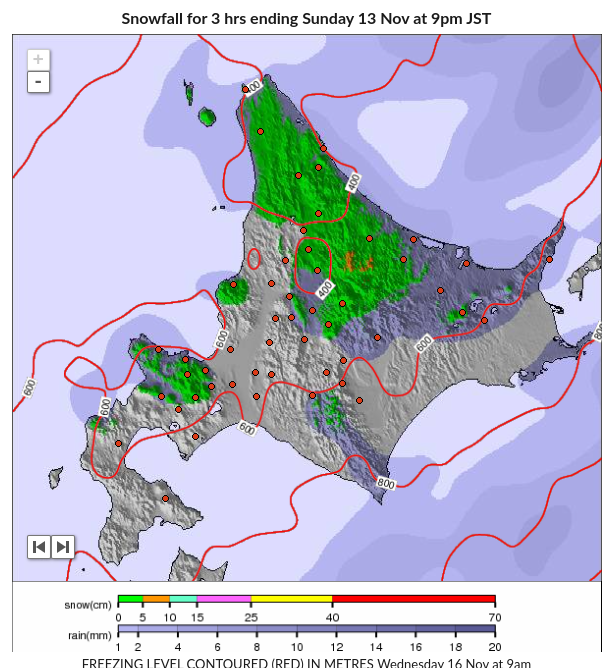 Snowfall for 3 hrs ending Sunday 13 Nov at 9pm JST
+
-
400
400
400
600
600
800
600
600
600
800
snow(cm)
0 5 10 15 25 40 70
rain(mm)
1 2 4 6 8 10 12 14 16 18 20
FREEZING LEVEL CONTOURED (RED) IN METRES Wednesday 16 Nov at 9am